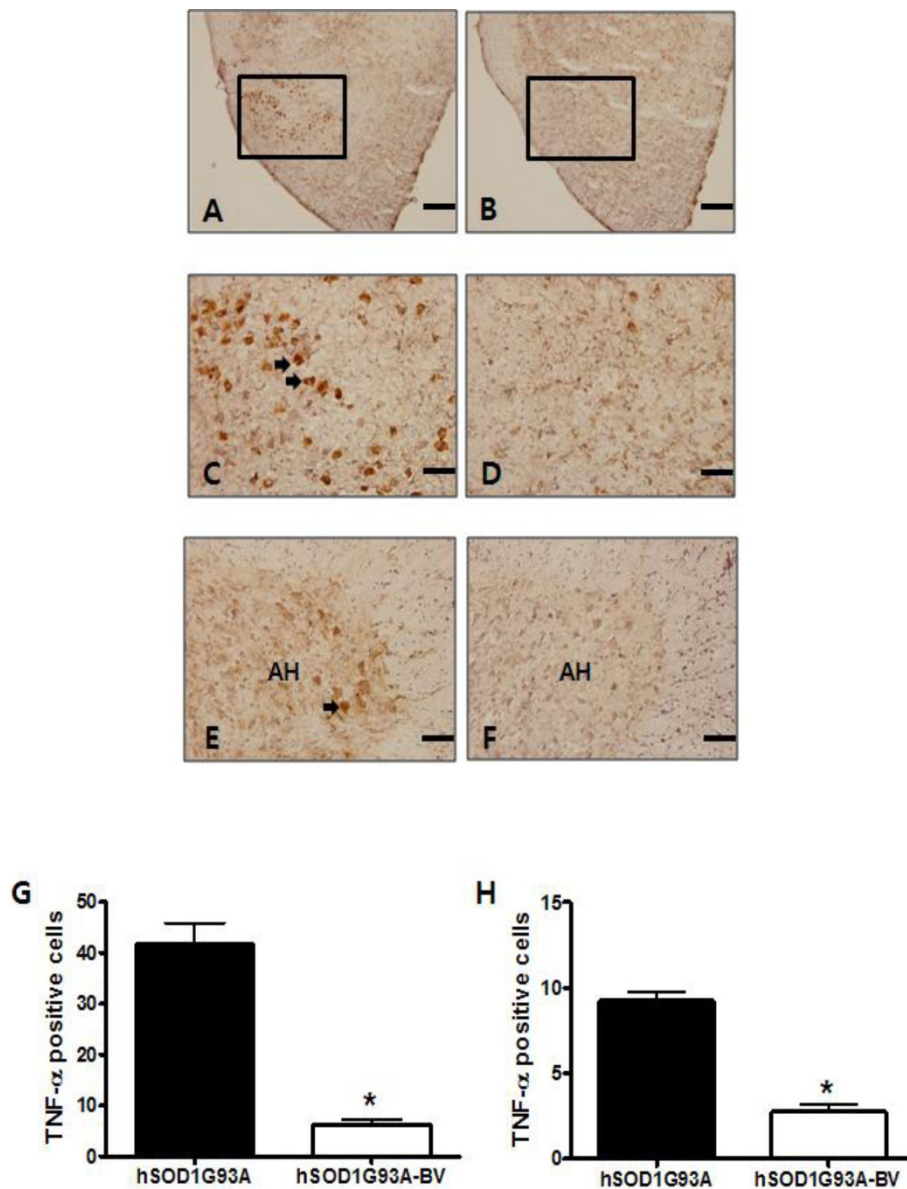 A
B
C
D
AH
E
AH
F
G
TNF-α positive cells
50
40
30
20
10
0
*
hSOD1G93A
hSOD1G93A-BV
H
TNF-α positive cells
15
10
5
0
*
hSOD1G93A
hSOD1G93A-BV